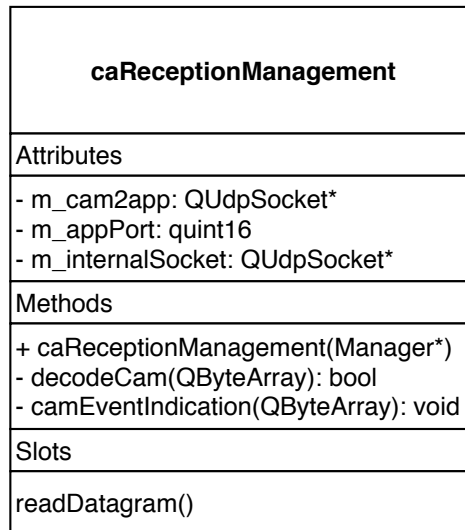 caReceptionManagement
Attributes
- m_cam2app: QUdpSocket*
- m_appPort: quint16
- m_internalSocket: QUdpSocket*
Methods
+ caReceptionManagement(Manager*)
- decodeCam(QByteArray): bool
- camEventIndication(QByteArray): void
Slots
readDatagram()